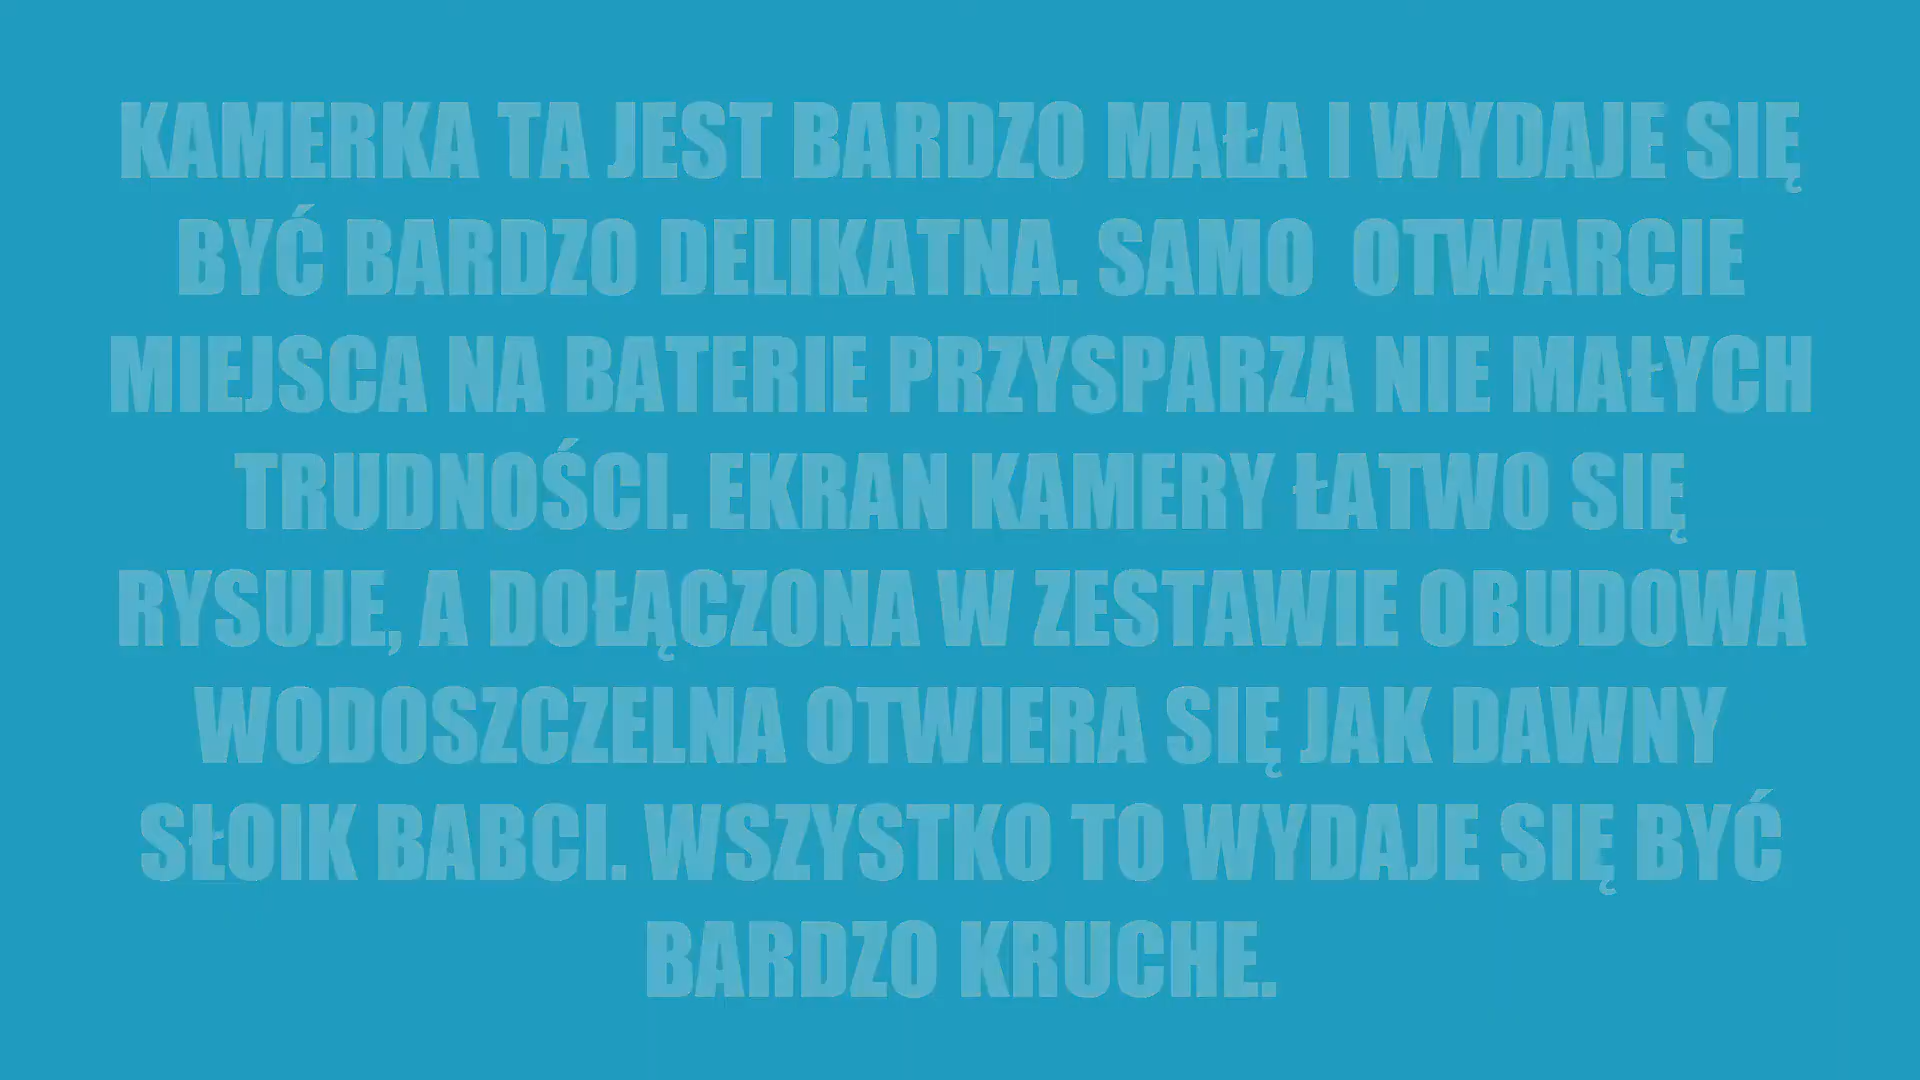 KAMERKA TA JEST BARDZO MAŁA I WYDAJE SIĘ
BYĆ BARDZO DELIKATNA. SAMO  OTWARCIE
MIEJSCA NA BATERIE PRZYSPARZA NIE MAŁYCH
TRUDNOŚCI. EKRAN KAMERY ŁATWO SIĘ
RYSUJE, A DOŁĄCZONA W ZESTAWIE OBUDOWA
WODOSZCZELNA OTWIERA SIĘ JAK DAWNY
SŁOIK BABCI. WSZYSTKO TO WYDAJE SIĘ BYĆ
BARDZO KRUCHE.